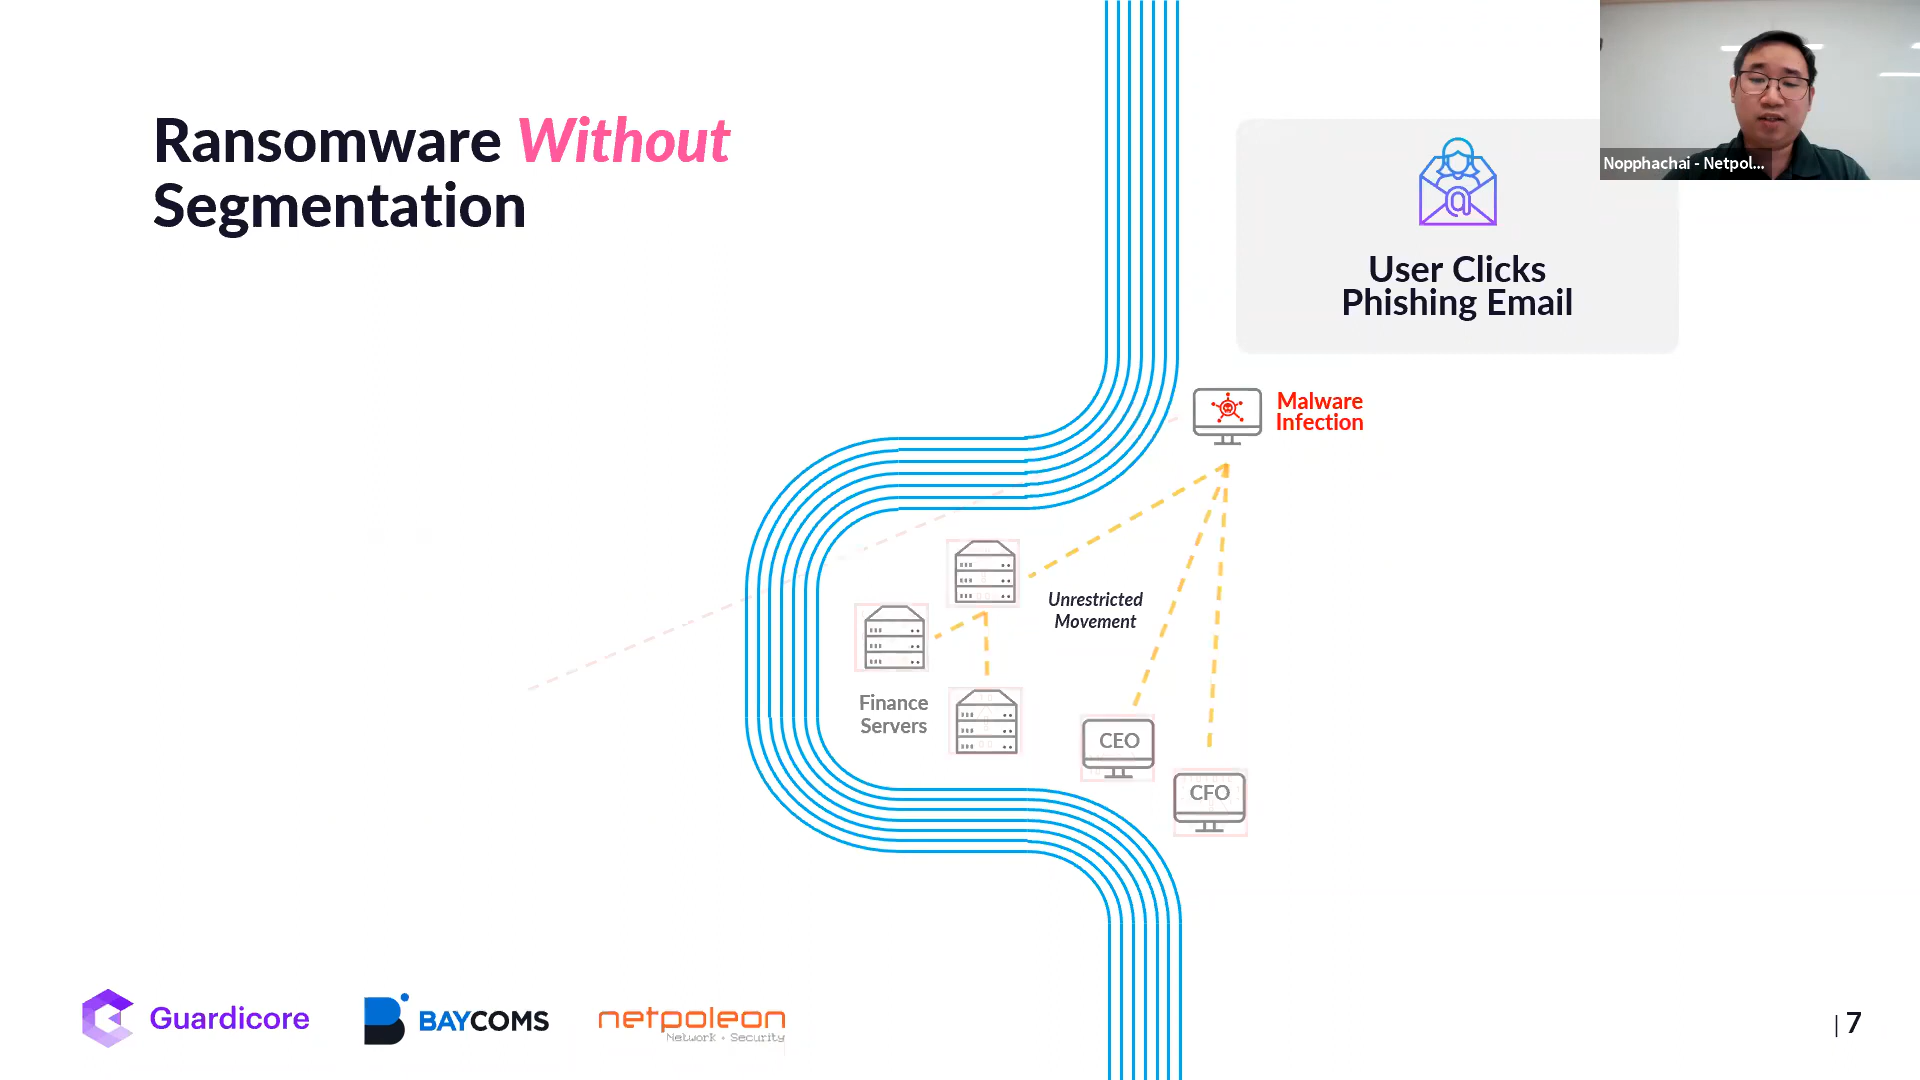 Ransomware Without
Segmentation
Nopphachai - Netpol...
User Clicks
Phishing Email
Malware
Infection
Unrestricted
Movement
Finance
Servers
CEO
CFO
Guardicore
BAYCOMS
netpoleon
Network • Security
| 7